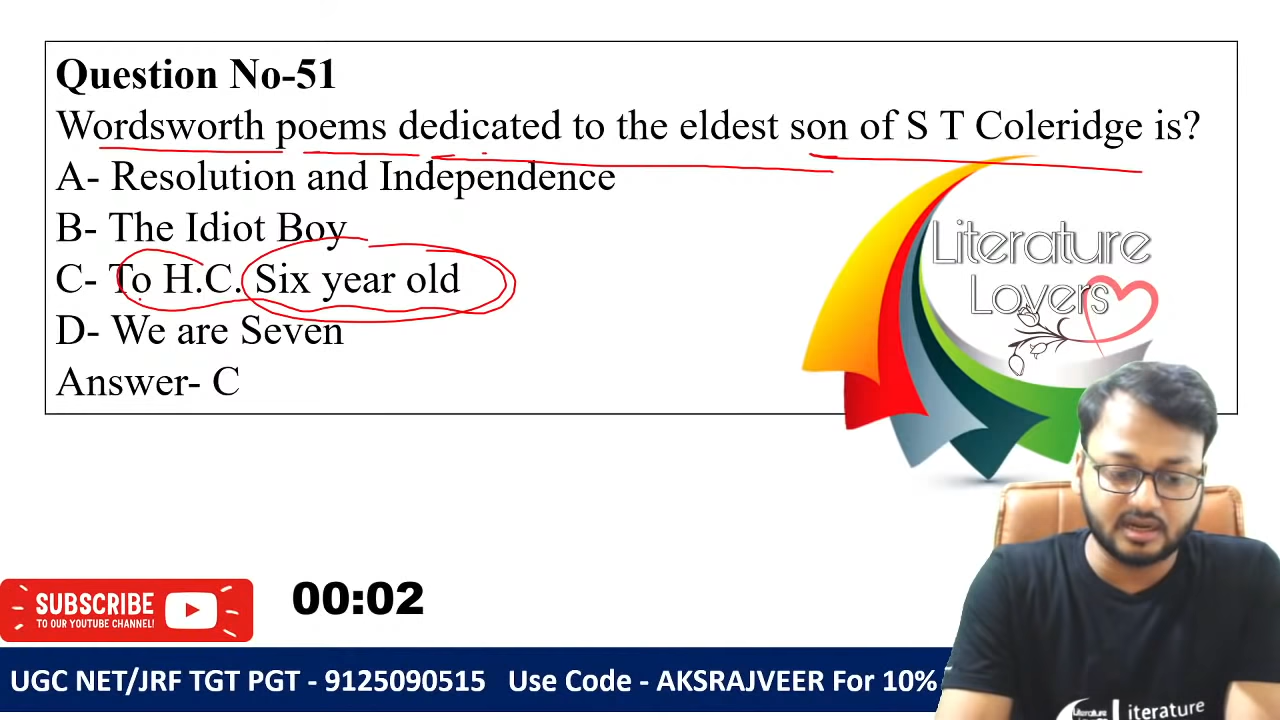 Question No-51
Wordsworth poems dedicated to the eldest son of S T Coleridge is?
A- Resolution and Independence
B- The Idiot Boy
C- To H.C. Six year old
D- We are Seven
Answer- C
Literature
Lovers
00:02
SUBSCRIBE
TO OUR YOUTUBE CHANNEL!
UGC NET/JRF TGT PGT - 9125090515 Use Code - AKSRAJVEER For 10%
Literature
Literature